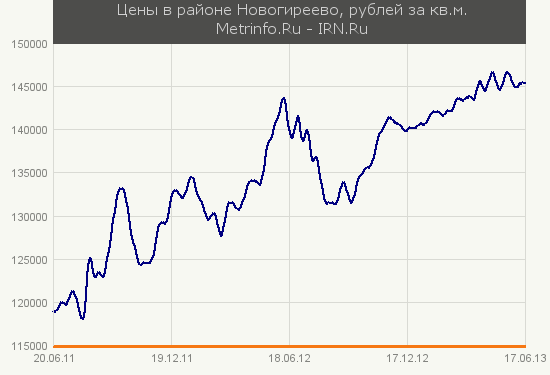 Цены в районе Новогиреево, рублей за кв.м.
Metrinfo.Ru - IRN.Ru
150000
145000
140000
135000
130000
125000
120000
115000
20.06.11 19.12.11 18.06.12 17.12.12 17.06.13